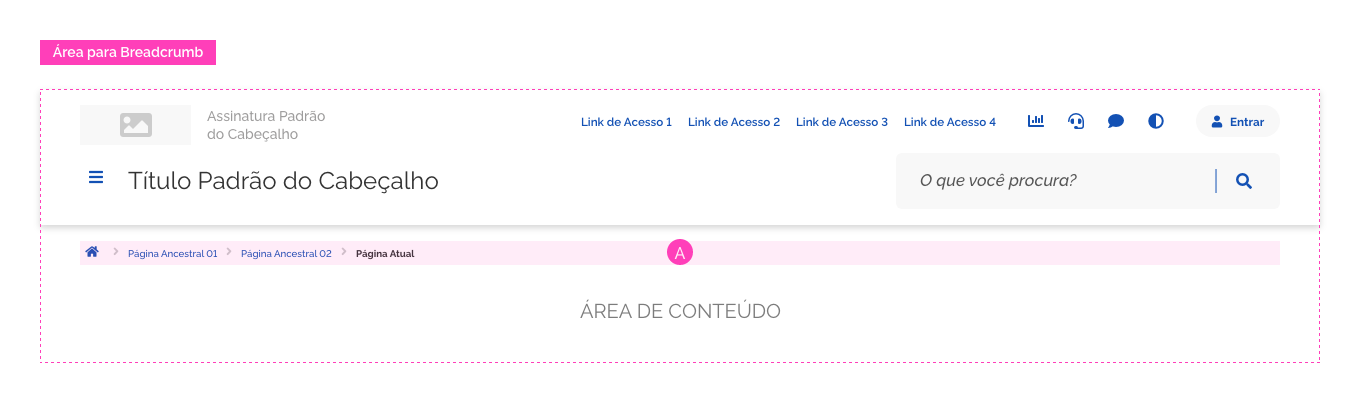 Área para Breadcrumb
Assinatura Padrão
do Cabeçalho
Link de Acesso 1 Link de Acesso 2 Link de Acesso 3 Link de Acesso 4 Entrar
Título Padrão do Cabeçalho
O que você procura?
Página Ancestral 01 Página Ancestral 02 Página Atual
A
ÁREA DE CONTEÚDO